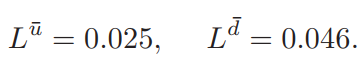 L^ū = 0.025, L^d̄ = 0.046.